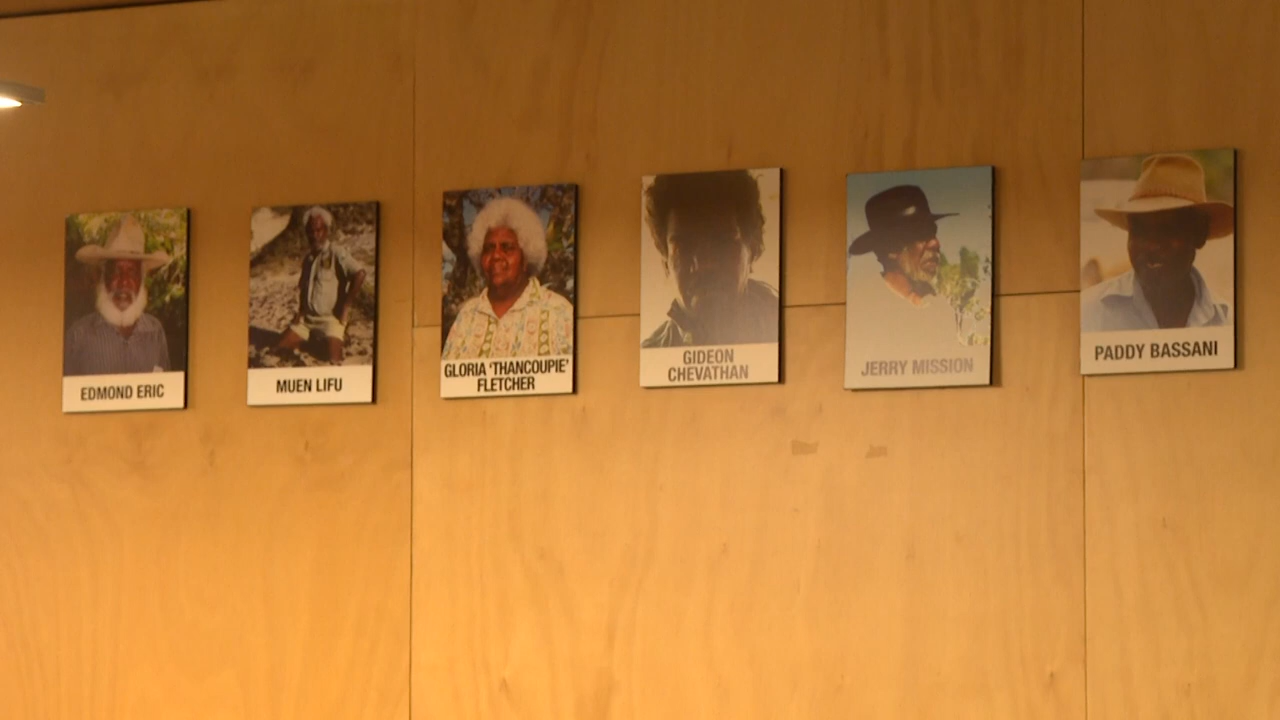 EDMOND ERIC
MUEN LIFU
GLORIA ‘THANCOUPIE’
FLETCHER
GIDEON
CHEVATHAN
JERRY MISSION
PADDY BASSANI